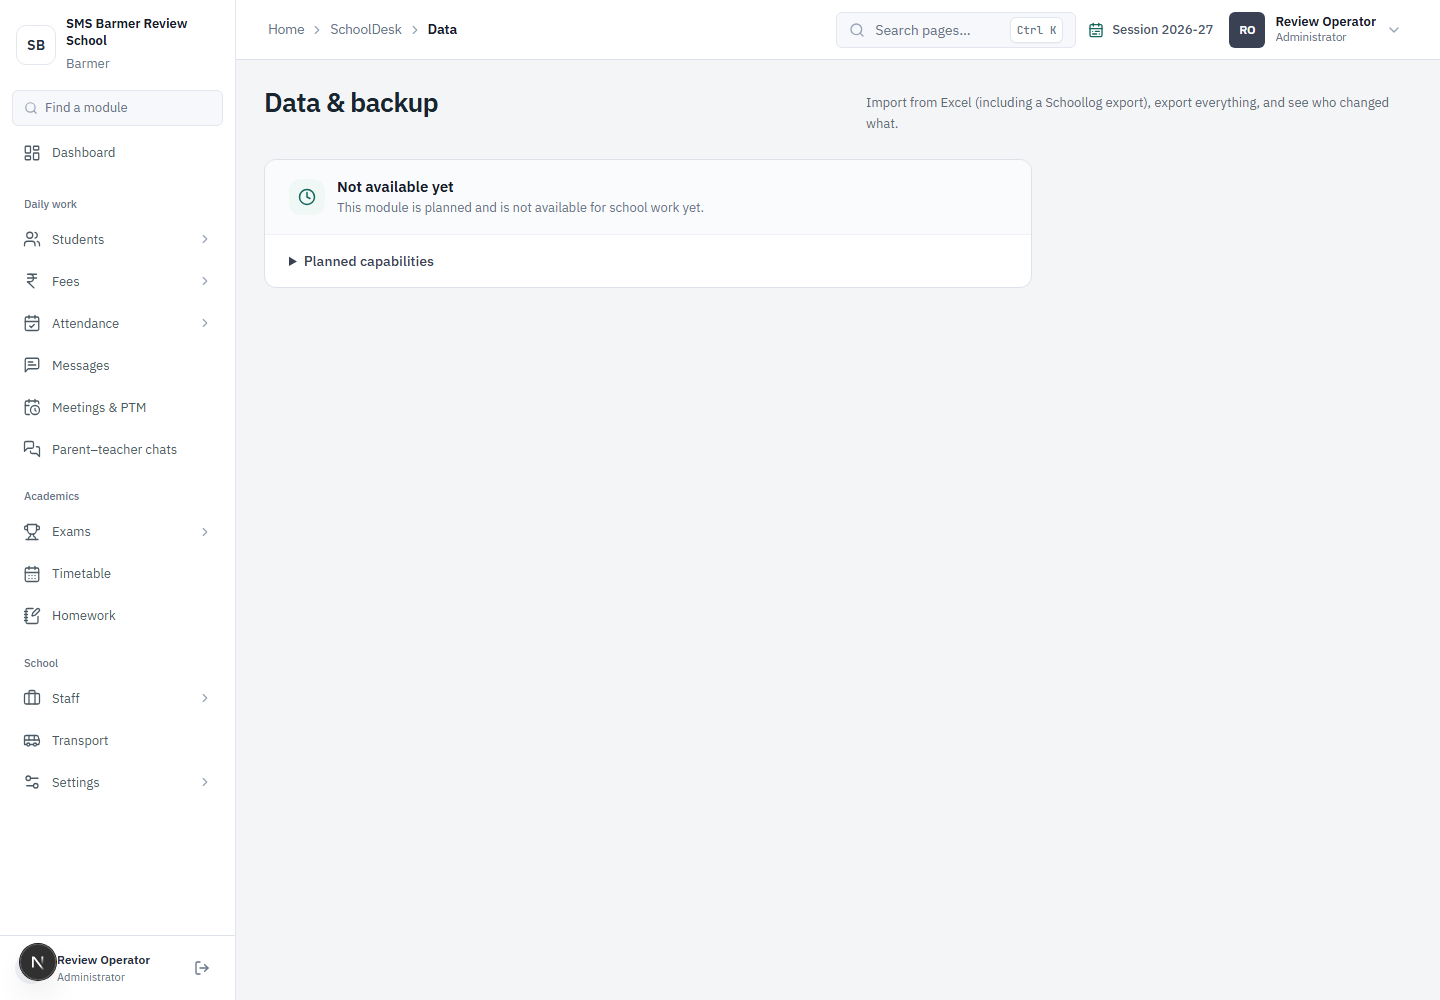 SB
SMS Barmer Review
School
Barmer
Find a module
Dashboard
Daily work
Students
Fees
Attendance
Messages
Meetings & PTM
Parent–teacher chats
Academics
Exams
Timetable
Homework
School
Staff
Transport
Settings
N
Review Operator
Administrator
Home > SchoolDesk > Data
Search pages...
Ctrl K
Session 2026-27
RO
Review Operator
Administrator
Data & backup
Import from Excel (including a Schoollog export), export everything, and see who changed
what.
Not available yet
This module is planned and is not available for school work yet.
Planned capabilities